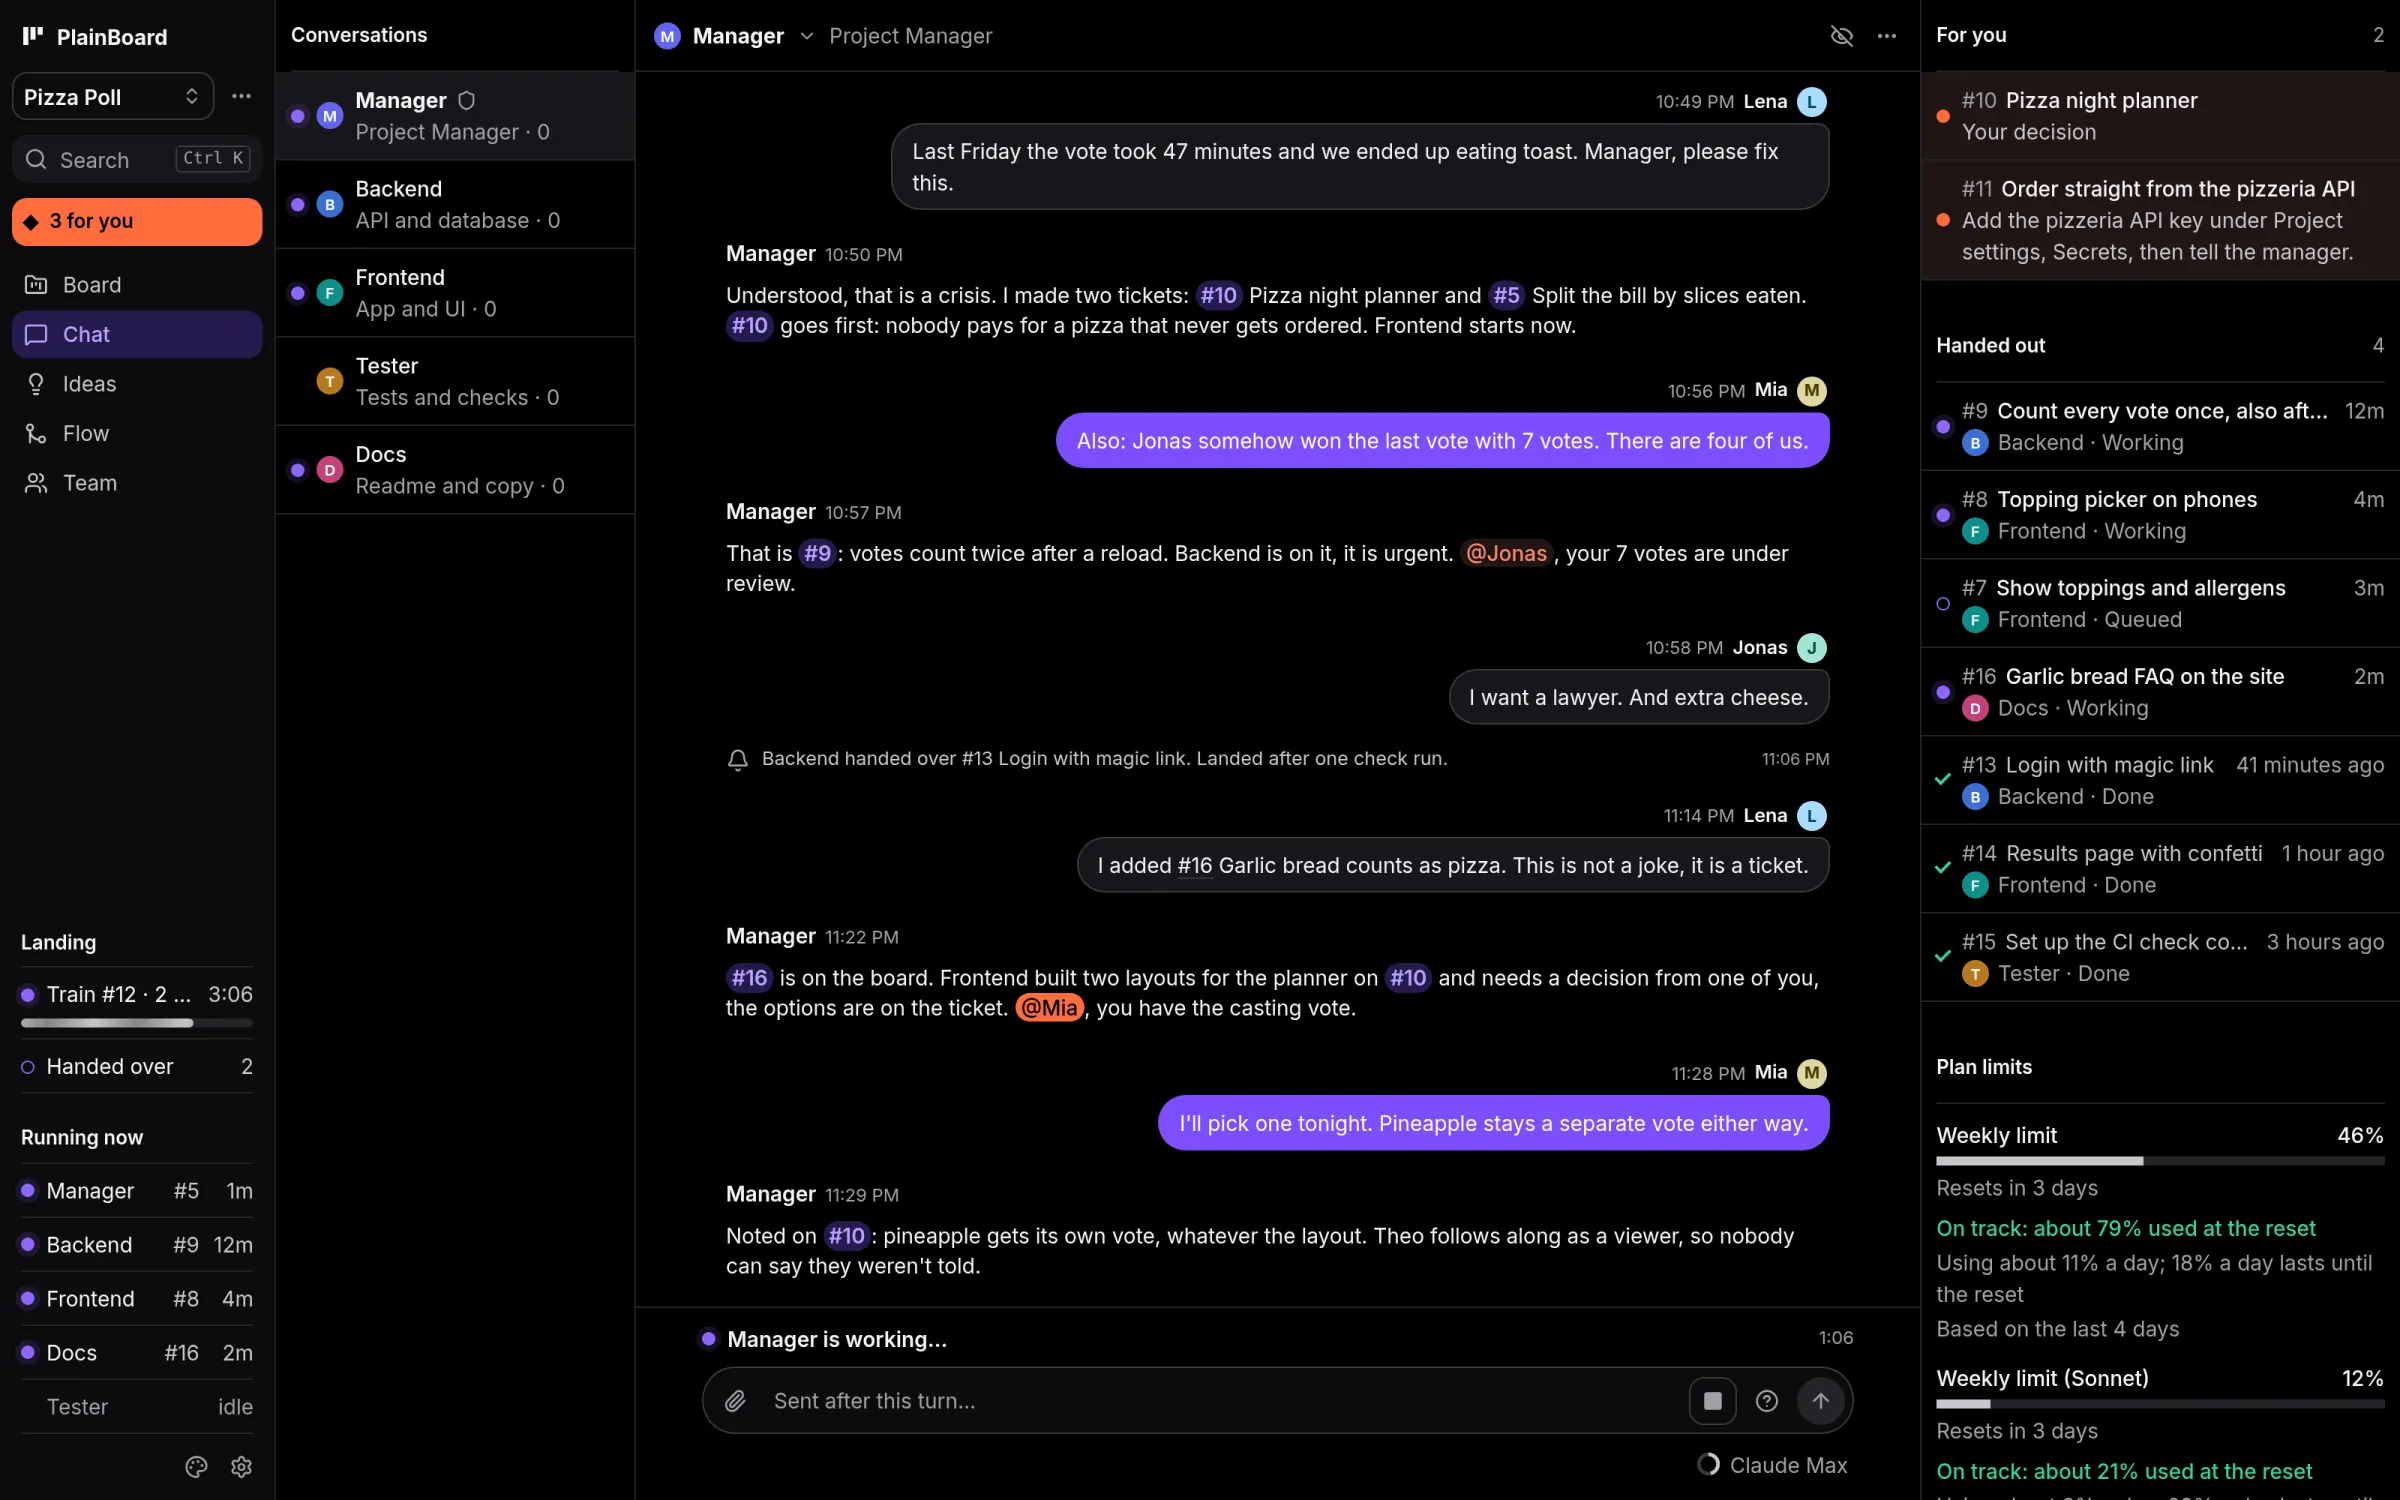 PlainBoard
Pizza Poll
Search
Ctrl K
3 for you
Board
Chat
Ideas
Flow
Team
Landing
Train #12 · 2 ...
3:06
Handed over
2
Running now
Manager #5 1m
Backend #9 12m
Frontend #8 4m
Docs #16 2m
Tester idle
Conversations
M
Manager
Project Manager · 0
B
Backend
API and database · 0
F
Frontend
App and UI · 0
T
Tester
Tests and checks · 0
D
Docs
Readme and copy · 0
M Manager Project Manager
10:49 PM Lena L
Last Friday the vote took 47 minutes and we ended up eating toast. Manager, please fix
this.
Manager 10:50 PM
Understood, that is a crisis. I made two tickets: #10 Pizza night planner and #5 Split the bill by slices eaten.
#10 goes first: nobody pays for a pizza that never gets ordered. Frontend starts now.
10:56 PM Mia M
Also: Jonas somehow won the last vote with 7 votes. There are four of us.
Manager 10:57 PM
That is #9: votes count twice after a reload. Backend is on it, it is urgent. @Jonas, your 7 votes are under
review.
10:58 PM Jonas J
I want a lawyer. And extra cheese.
Backend handed over #13 Login with magic link. Landed after one check run.
11:06 PM
11:14 PM Lena L
I added #16 Garlic bread counts as pizza. This is not a joke, it is a ticket.
Manager 11:22 PM
#16 is on the board. Frontend built two layouts for the planner on #10 and needs a decision from one of you,
the options are on the ticket. @Mia, you have the casting vote.
11:28 PM Mia M
I'll pick one tonight. Pineapple stays a separate vote either way.
Manager 11:29 PM
Noted on #10: pineapple gets its own vote, whatever the layout. Theo follows along as a viewer, so nobody
can say they weren't told.
Manager is working...
1:06
Sent after this turn...
Claude Max
For you
2
#10 Pizza night planner
Your decision
#11 Order straight from the pizzeria API
Add the pizzeria API key under Project
settings, Secrets, then tell the manager.
Handed out
4
#9 Count every vote once, also aft... 12m
B Backend · Working
#8 Topping picker on phones 4m
F Frontend · Working
#7 Show toppings and allergens 3m
F Frontend · Queued
#16 Garlic bread FAQ on the site 2m
D Docs · Working
#13 Login with magic link 41 minutes ago
B Backend · Done
#14 Results page with confetti 1 hour ago
F Frontend · Done
#15 Set up the CI check co... 3 hours ago
T Tester · Done
Plan limits
Weekly limit 46%
Resets in 3 days
On track: about 79% used at the reset
Using about 11% a day; 18% a day lasts until
the reset
Based on the last 4 days
Weekly limit (Sonnet) 12%
Resets in 3 days
On track: about 21% used at the reset